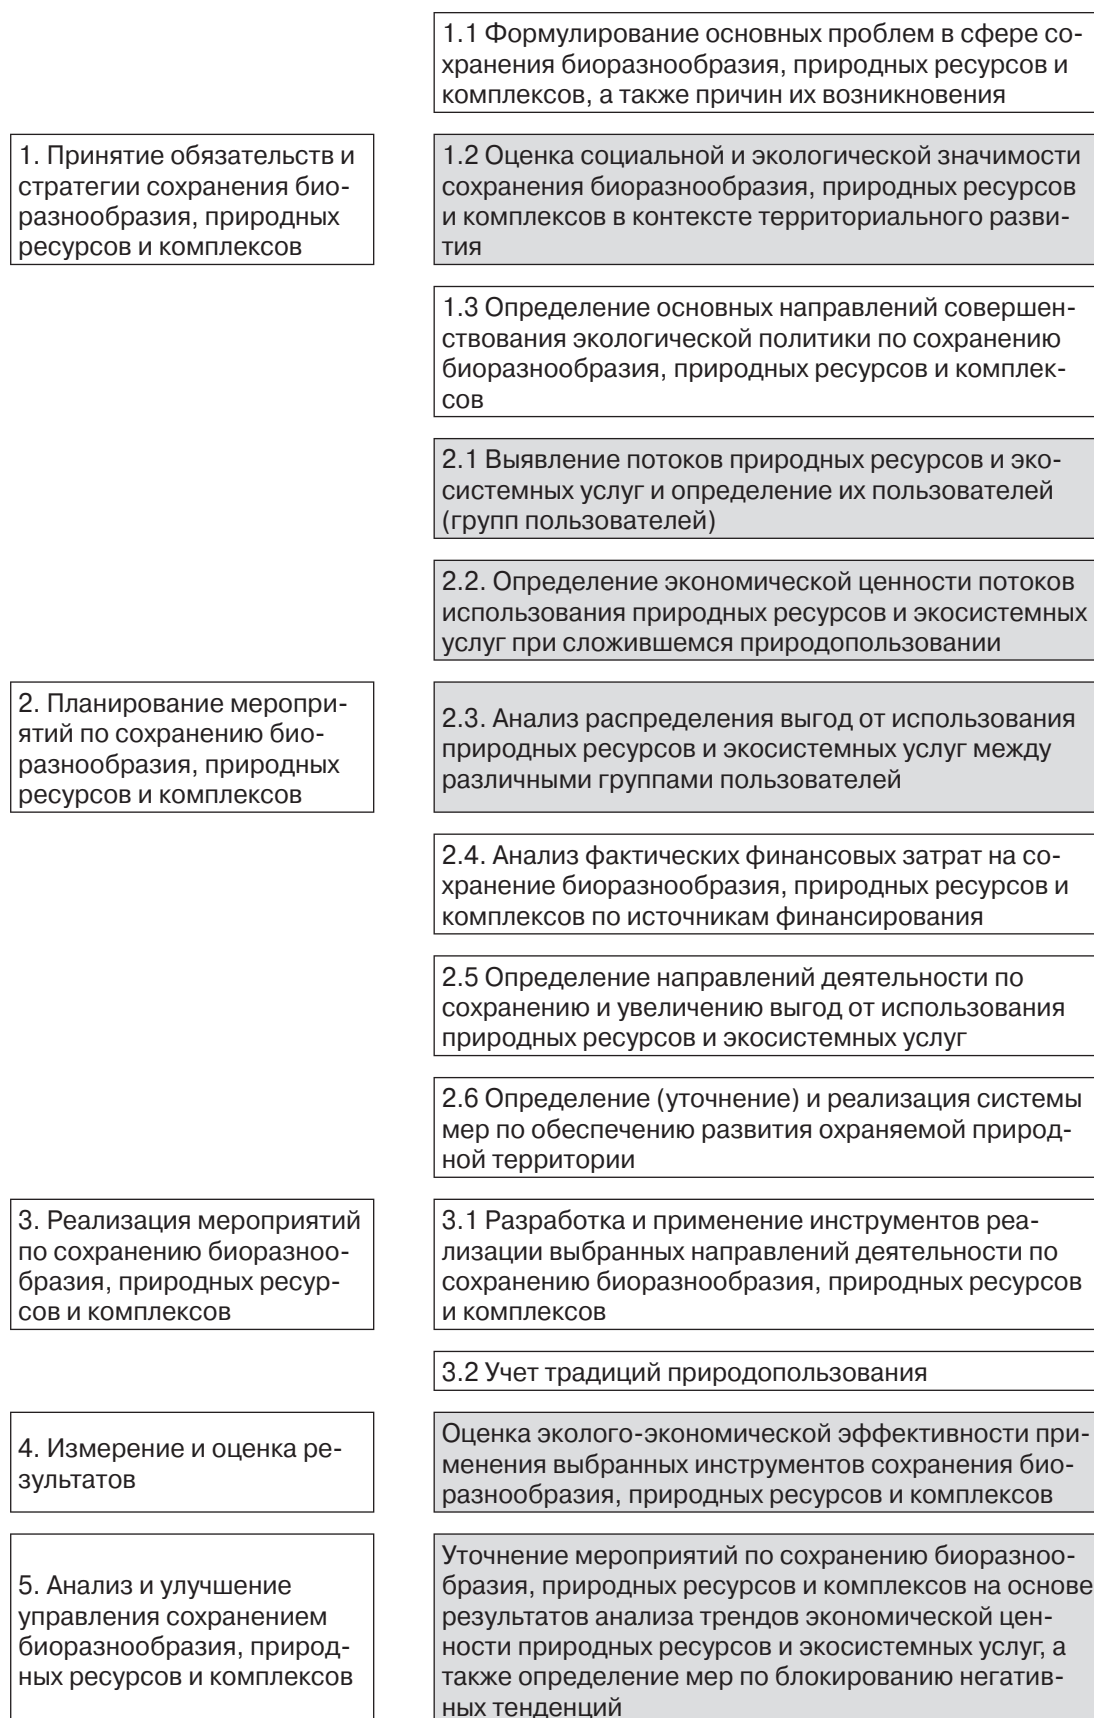 1.1 Формулирование основных проблем в сфере со-
хранения биоразнообразия, природных ресурсов и
комплексов, а также причин их возникновения
1. Принятие обязательств и
стратегии сохранения био-
разнообразия, природных
ресурсов и комплексов
1.2 Оценка социальной и экологической значимости
сохранения биоразнообразия, природных ресурсов
и комплексов в контексте территориального разви-
тия
1.3 Определение основных направлений совершен-
ствования экологической политики по сохранению
биоразнообразия, природных ресурсов и комплек-
сов
2.1 Выявление потоков природных ресурсов и эко-
системных услуг и определение их пользователей
(групп пользователей)
2.2. Определение экономической ценности потоков
использования природных ресурсов и экосистемных
услуг при сложившемся природопользовании
2. Планирование меропри-
ятий по сохранению био-
разнообразия, природных
ресурсов и комплексов
2.3. Анализ распределения выгод от использования
природных ресурсов и экосистемных услуг между
различными группами пользователей
2.4. Анализ фактических финансовых затрат на со-
хранение биоразнообразия, природных ресурсов и
комплексов по источникам финансирования
2.5 Определение направлений деятельности по
сохранению и увеличению выгод от использования
природных ресурсов и экосистемных услуг
2.6 Определение (уточнение) и реализация системы
мер по обеспечению развития охраняемой природ-
ной территории
3. Реализация мероприятий
по сохранению биоразноо-
бразия, природных ресур-
сов и комплексов
3.1 Разработка и применение инструментов реа-
лизации выбранных направлений деятельности по
сохранению биоразнообразия, природных ресурсов
и комплексов
3.2 Учет традиций природопользования
4. Измерение и оценка ре-
зультатов
Оценка эколого-экономической эффективности при-
менения выбранных инструментов сохранения био-
разнообразия, природных ресурсов и комплексов
5. Анализ и улучшение
управления сохранением
биоразнообразия, природ-
ных ресурсов и комплексов
Уточнение мероприятий по сохранению биоразноо-
бразия, природных ресурсов и комплексов на основе
результатов анализа трендов экономической цен-
ности природных ресурсов и экосистемных услуг, а
также определение мер по блокированию негатив-
ных тенденций